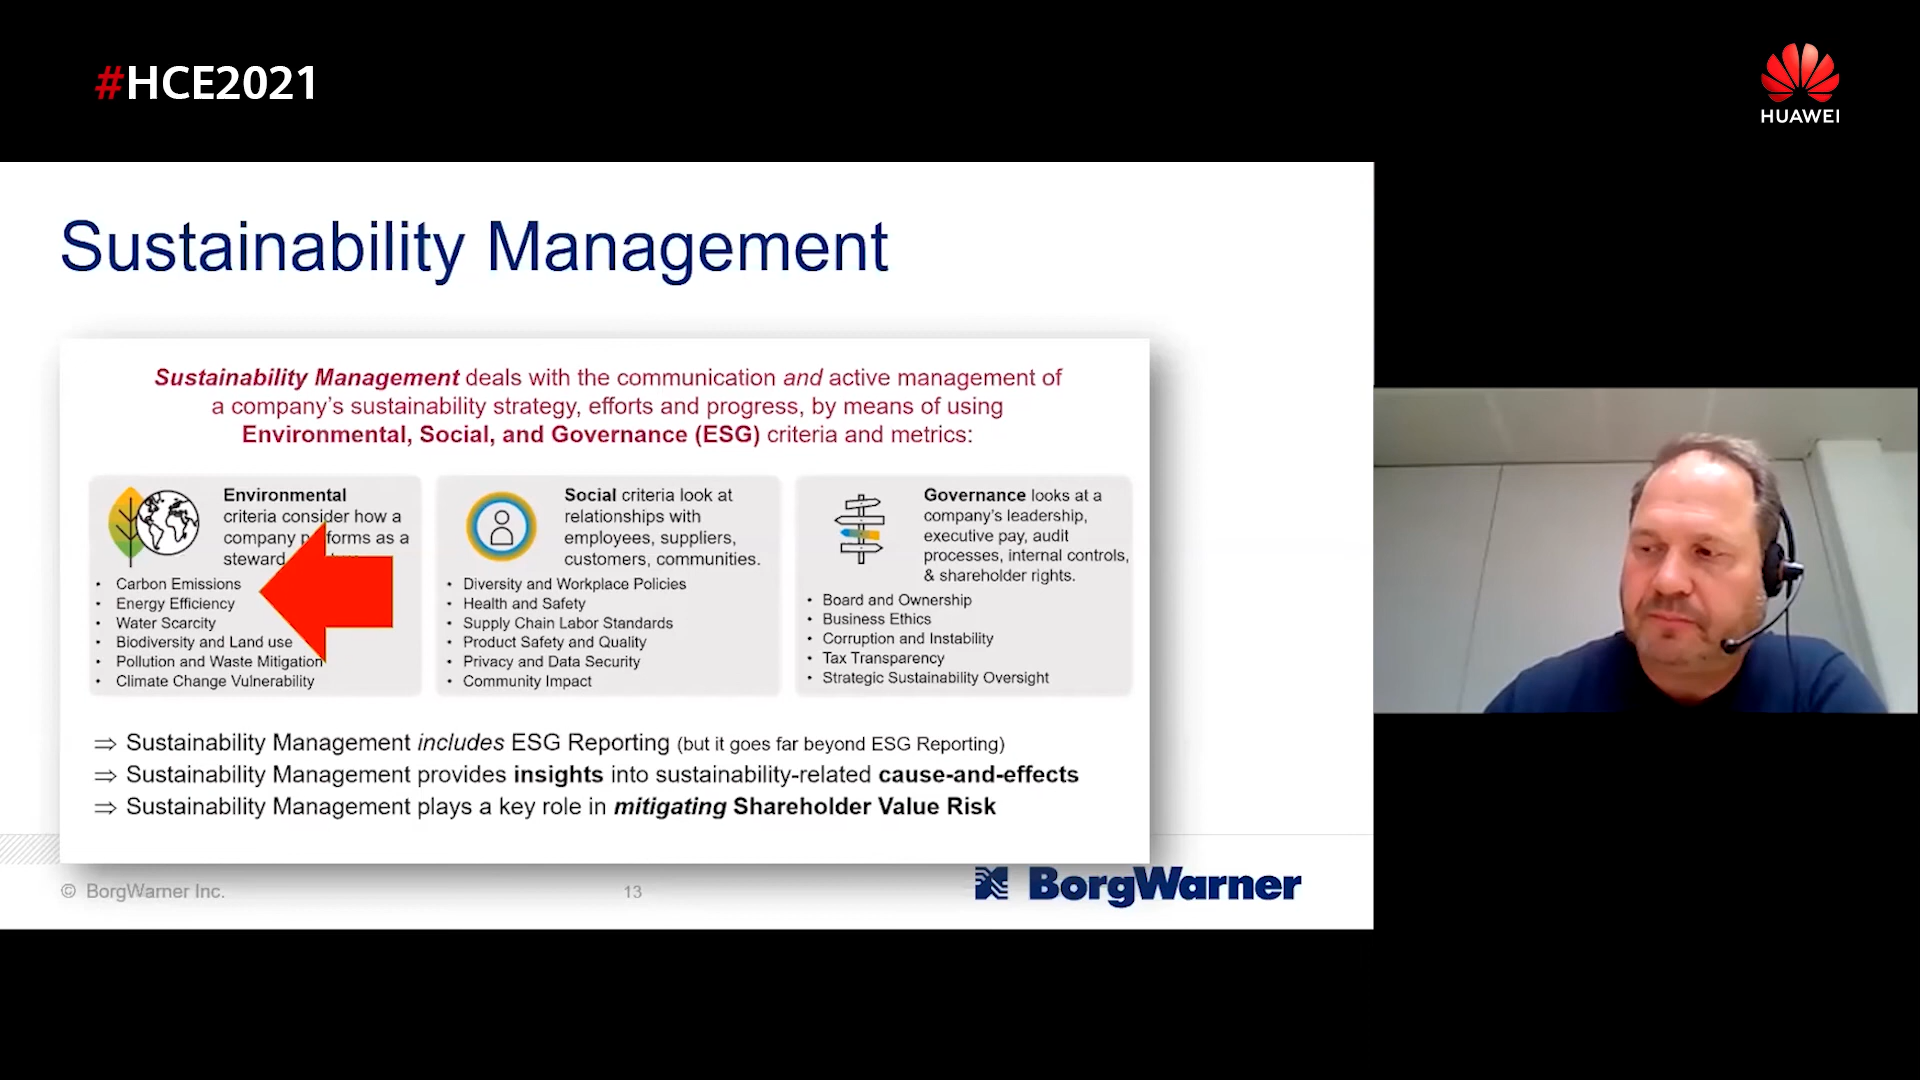 #HCE2021
HUAWEI
Sustainability Management
Sustainability Management deals with the communication and active management of
a company's sustainability strategy, efforts and progress, by means of using
Environmental, Social, and Governance (ESG) criteria and metrics:
Environmental
criteria consider how a
company as a
steward
• Carbon Emissions
• Energy Efficiency
• Water Scarcity
• Biodiversity and Land use
• Pollution and Waste Mitigation
• Climate Change Vulnerability
Social criteria look at
relationships with
employees, suppliers,
customers, communities.
• Diversity and Workplace Policies
• Health and Safety
• Supply Chain Labor Standards
• Product Safety and Quality
• Privacy and Data Security
• Community Impact
Governance looks at a
company's leadership,
executive pay, audit
processes, internal controls,
& shareholder rights.
• Board and Ownership
• Business Ethics
• Corruption and Instability
• Tax Transparency
• Strategic Sustainability Oversight
⇒ Sustainability Management includes ESG Reporting (but it goes far beyond ESG Reporting)
⇒ Sustainability Management provides insights into sustainability-related cause-and-effects
⇒ Sustainability Management plays a key role in mitigating Shareholder Value Risk
© BorgWarner Inc.
13
BorgWarner